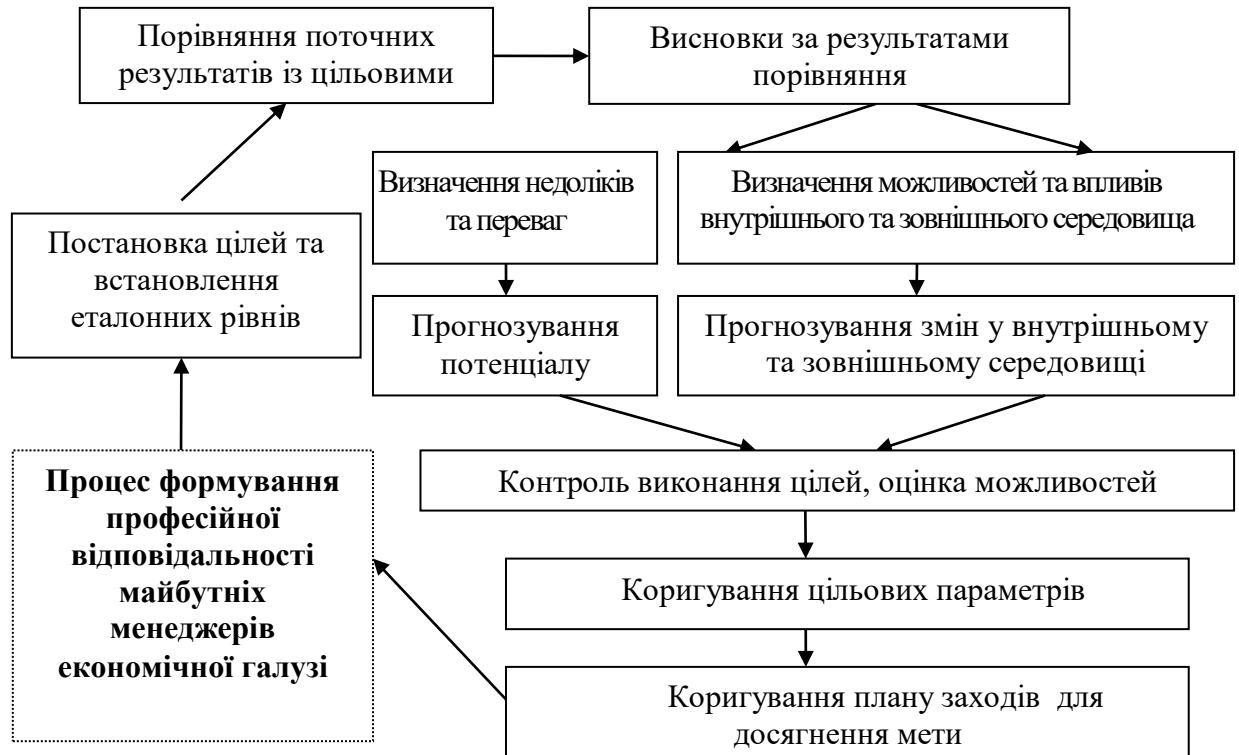 Порівняння поточних
результатів із цільовими
Висновки за результатами
порівняння
Визначення недоліків
та переваг
Визначення можливостей та впливів
внутрішнього та зовнішнього середовища
Постановка цілей та
встановлення
еталонних рівнів
Прогнозування
потенціалу
Прогнозування змін у внутрішньому
та зовнішньому середовищі
Процес формування
професійної
відповідальності
майбутніх
менеджерів
економічної галузі
Контроль виконання цілей, оцінка можливостей
Коригування цільових параметрів
Коригування плану заходів для
досягнення мети